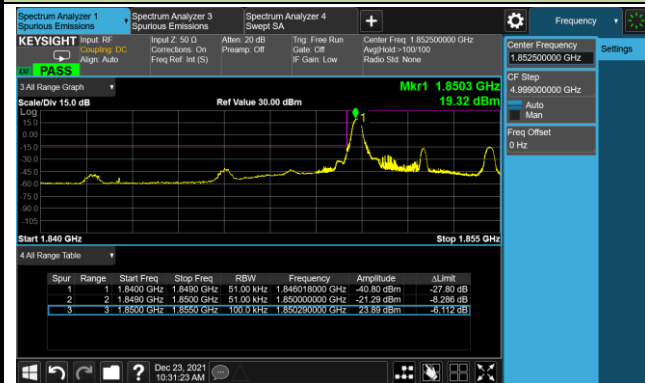 Spectrum Analyzer 1
Spurious Emissions
Spectrum Analyzer 3
Spurious Emissions
Spectrum Analyzer 4
Swept SA
+
Frequency
KEYSIGHT
Input: RF
Coupling: DC
Align: Auto
Input Z: 50 Ω
Corrections: On
Freq Ref: Int (S)
Atten: 20 dB
Preamp: Off
Trig: Free Run
Gate: Off
IF Gain: Low
Center Freq: 1.852500000 GHz
Avg|Hold:>100/100
Radio Std: None
LXI
PASS
Center Frequency
1.852500000 GHz
Settings
CF Step
4.999000000 GHz
Auto
Man
Freq Offset
0 Hz
3 All Range Graph
Mkr1 1.8503 GHz
Scale/Div 15.0 dB
Ref Value 30.00 dBm
19.32 dBm
Log
15.0
0.00
-15.0
-30.0
-45.0
-60.0
-75.0
-90.0
-105
1
Start 1.840 GHz
Stop 1.855 GHz
4 All Range Table
Spur Range Start Freq Stop Freq RBW Frequency Amplitude ΔLimit
1 1 1.8400 GHz 1.8490 GHz 51.00 kHz 1.846018000 GHz -40.80 dBm -27.80 dB
2 2 1.8490 GHz 1.8500 GHz 51.00 kHz 1.850000000 GHz -21.29 dBm -8.286 dB
3 3 1.8500 GHz 1.8550 GHz 100.0 kHz 1.850290000 GHz 23.89 dBm -6.112 dB
?
Dec 23, 2021
10:31:23 AM